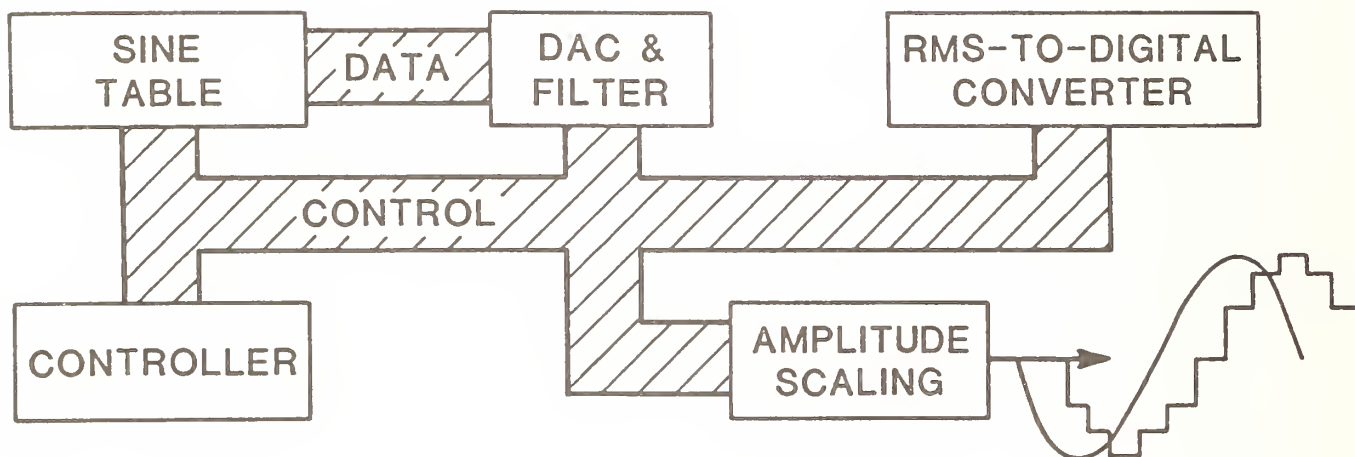 SINE
TABLE
DATA
DAC &
FILTER
RMS-TO-DIGITAL
CONVERTER
CONTROL
CONTROLLER
AMPLITUDE
SCALING